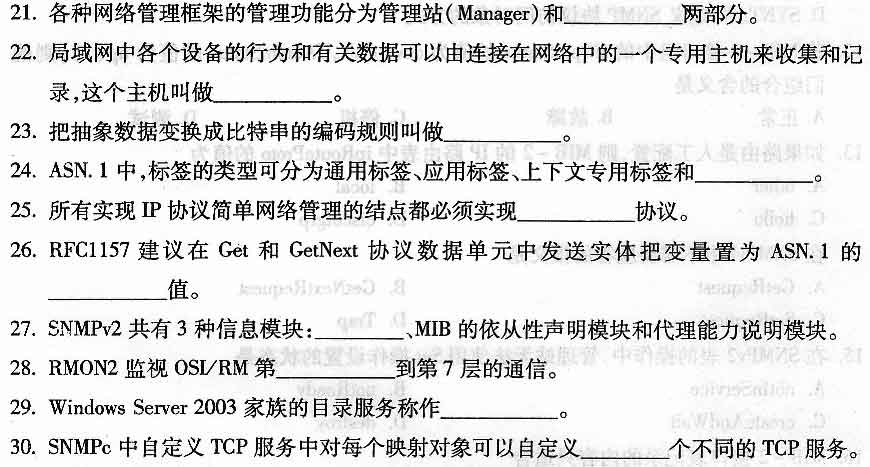 21. 各种网络管理框架的管理功能分为管理站(Manager)和__________两部分。
22. 局域网中各个设备的行为和有关数据可以由连接在网络中的一个专用主机来收集和记
录,这个主机叫做__________。
23. 把抽象数据变换成比特串的编码规则叫做__________。
24. ASN.1 中,标签的类型可分为通用标签、应用标签、上下文专用标签和__________。
25. 所有实现 IP 协议简单网络管理的结点都必须实现__________协议。
26. RFC1157 建议在 Get 和 GetNext 协议数据单元中发送实体把变量置为 ASN.1 的
__________值。
27. SNMPv2 共有 3 种信息模块:________、MIB 的依从性声明模块和代理能力说明模块。
28. RMON2 监视 OSI/RM 第__________到第 7 层的通信。
29. Windows Server 2003 家族的目录服务称作__________。
30. SNMPc 中自定义 TCP 服务中对每个映射对象可以自定义________个不同的 TCP 服务。